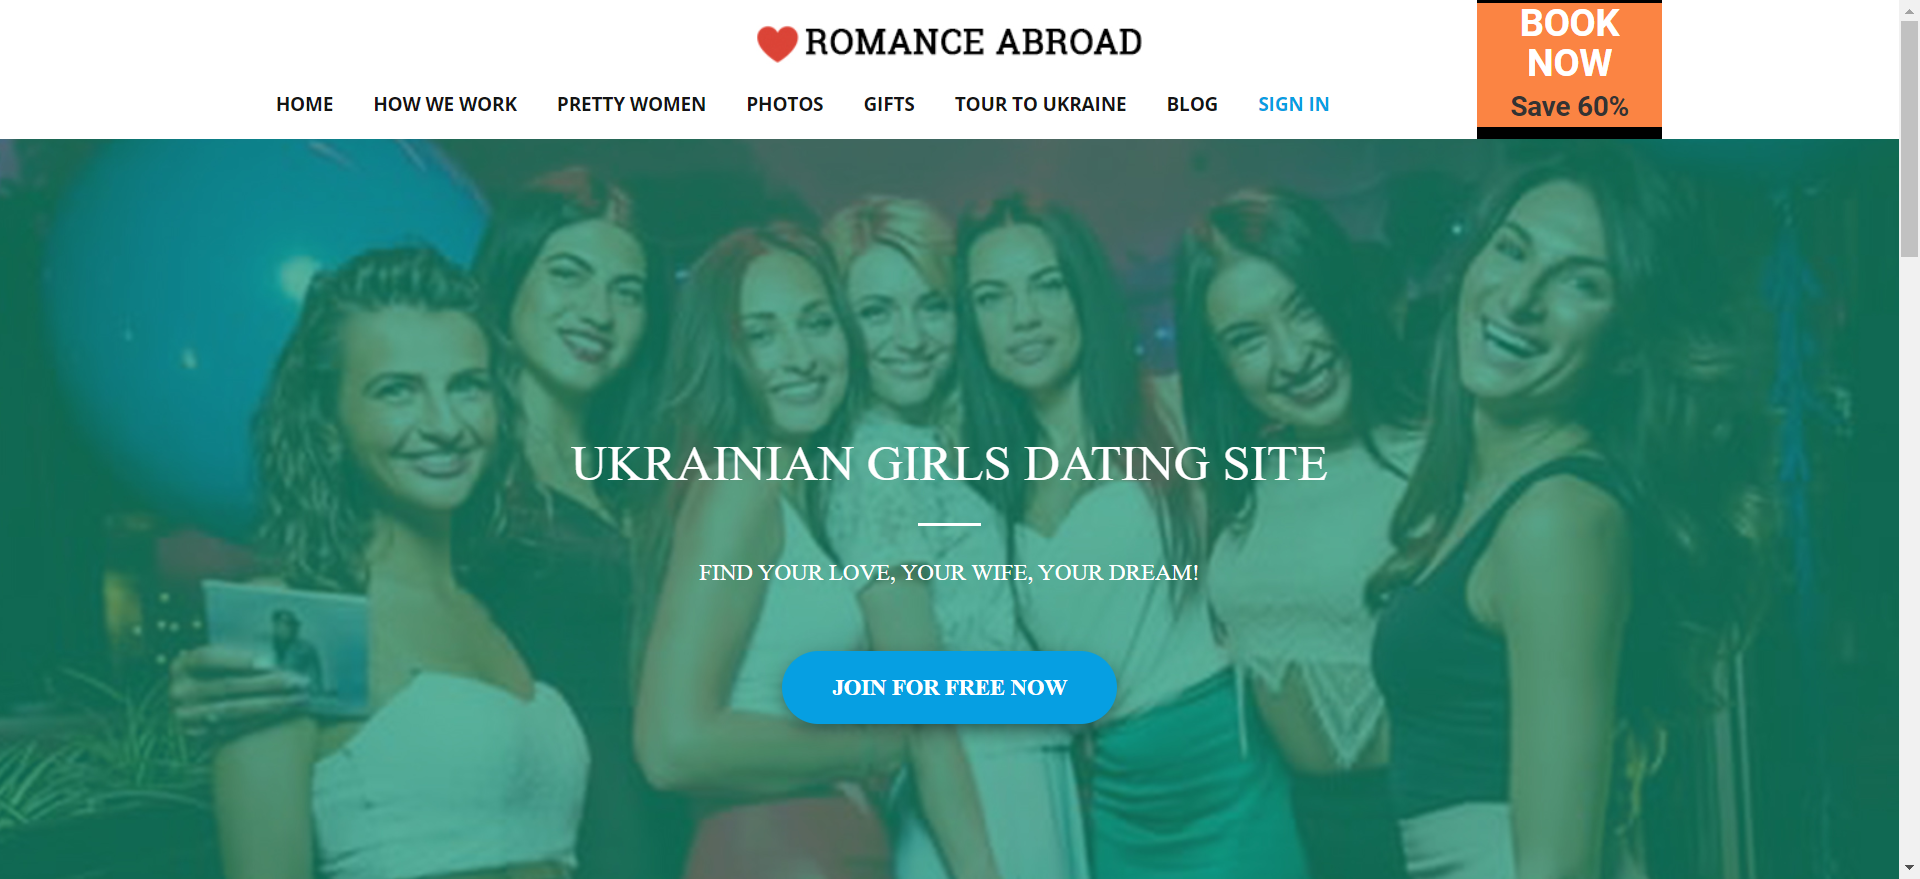 ROMANCE ABROAD
BOOK
NOW
Save 60%
HOME HOW WE WORK PRETTY WOMEN PHOTOS GIFTS TOUR TO UKRAINE BLOG SIGN IN
UKRAINIAN GIRLS DATING SITE
FIND YOUR LOVE, YOUR WIFE, YOUR DREAM!
JOIN FOR FREE NOW